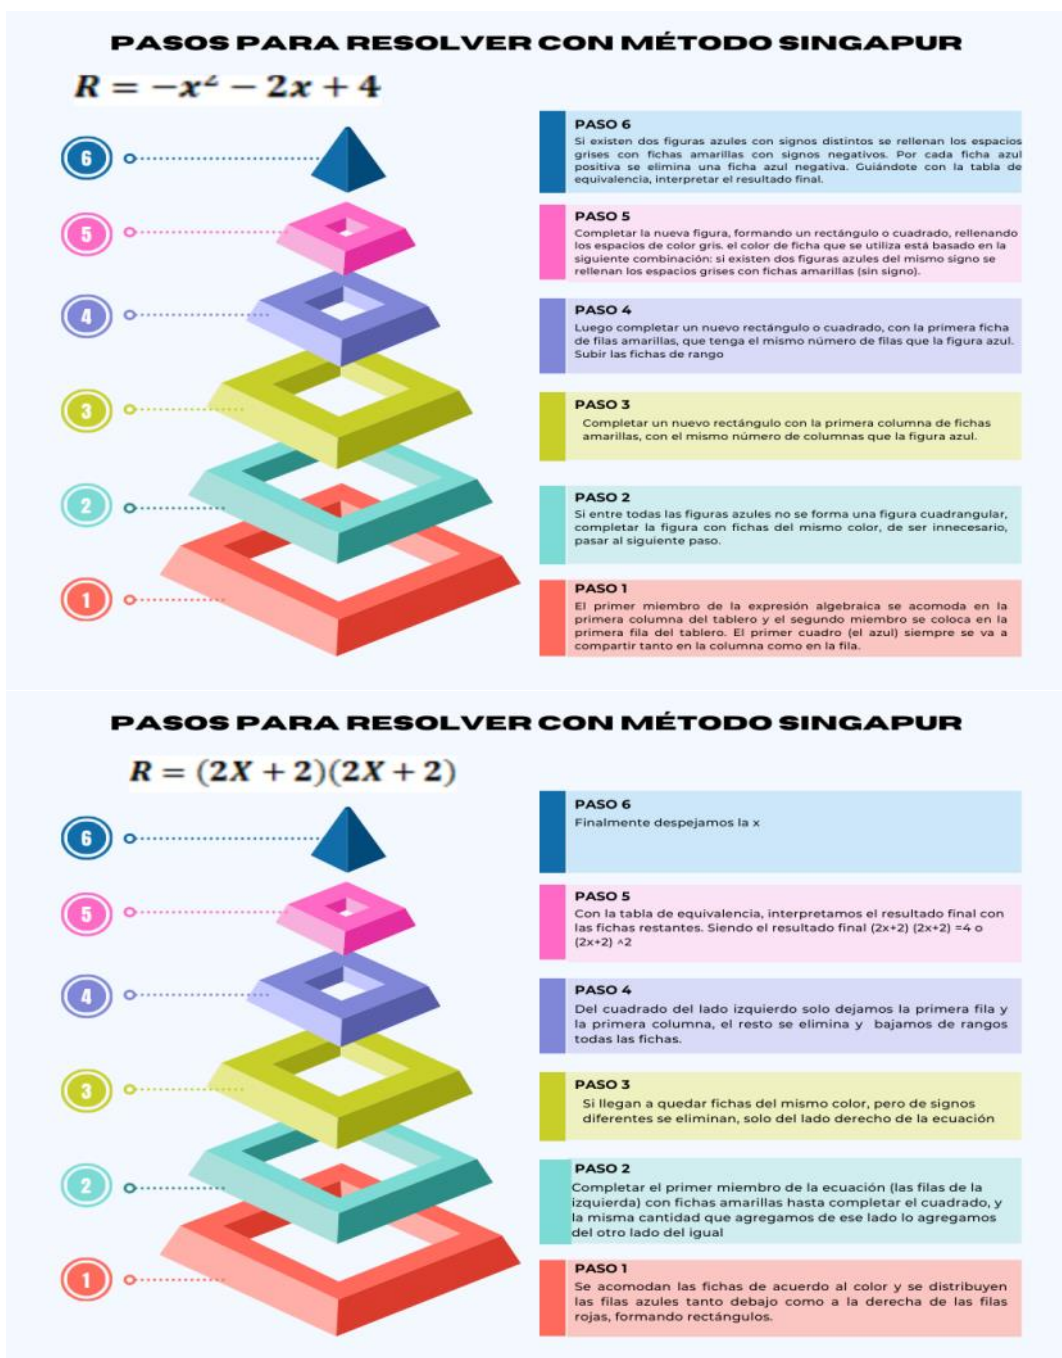 PASOS PARA RESOLVER CON MÉTODO SINGAPUR
R = −x² − 2x + 4
6
PASO 6
Si existen dos figuras azules con signos distintos se rellenan los espacios
grises con fichas amarillas con signos negativos. Por cada ficha azul
positiva se elimina una ficha azul negativa. Guiándote con la tabla de
equivalencia, interpretar el resultado final.
5
PASO 5
Completar la nueva figura, formando un rectángulo o cuadrado, rellenando
los espacios de color gris. el color de ficha que se utiliza está basado en la
siguiente combinación: si existen dos figuras azules del mismo signo se
rellenan los espacios grises con fichas amarillas (sin signo).
4
PASO 4
Luego completar un nuevo rectángulo o cuadrado, con la primera ficha
de filas amarillas, que tenga el mismo número de filas que la figura azul.
Subir las fichas de rango
3
PASO 3
Completar un nuevo rectángulo con la primera columna de fichas
amarillas, con el mismo número de columnas que la figura azul.
2
PASO 2
Si entre todas las figuras azules no se forma una figura cuadrangular,
completar la figura con fichas del mismo color, de ser innecesario,
pasar al siguiente paso.
1
PASO 1
El primer miembro de la expresión algebraica se acomoda en la
primera columna del tablero y el segundo miembro se coloca en la
primera fila del tablero. El primer cuadro (el azul) siempre se va a
compartir tanto en la columna como en la fila.
PASOS PARA RESOLVER CON MÉTODO SINGAPUR
R = (2X + 2)(2X + 2)
6
PASO 6
Finalmente despejamos la x
5
PASO 5
Con la tabla de equivalencia, interpretamos el resultado final con
las fichas restantes. Siendo el resultado final (2x+2) (2x+2) =4 o
(2x+2) ^2
4
PASO 4
Del cuadrado del lado izquierdo solo dejamos la primera fila y
la primera columna, el resto se elimina y bajamos de rangos
todas las fichas.
3
PASO 3
Si llegan a quedar fichas del mismo color, pero de signos
diferentes se eliminan, solo del lado derecho de la ecuación
2
PASO 2
Completar el primer miembro de la ecuación (las filas de la
izquierda) con fichas amarillas hasta completar el cuadrado, y
la misma cantidad que agregamos de ese lado lo agregamos
del otro lado del igual
1
PASO 1
Se acomodan las fichas de acuerdo al color y se distribuyen
las filas azules tanto debajo como a la derecha de las filas
rojas, formando rectángulos.